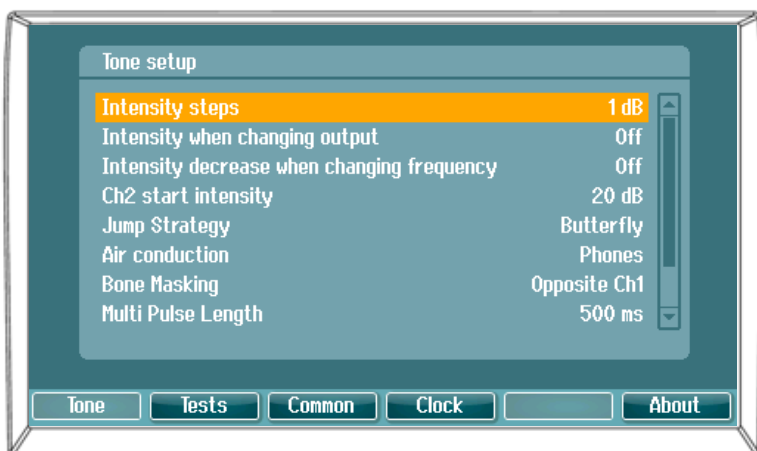 Tone setup
Intensity steps 1 dB
Intensity when changing output Off
Intensity decrease when changing frequency Off
Ch2 start intensity 20 dB
Jump Strategy Butterfly
Air conduction Phones
Bone Masking Opposite Ch1
Multi Pulse Length 500 ms
Tone Tests Common Clock About